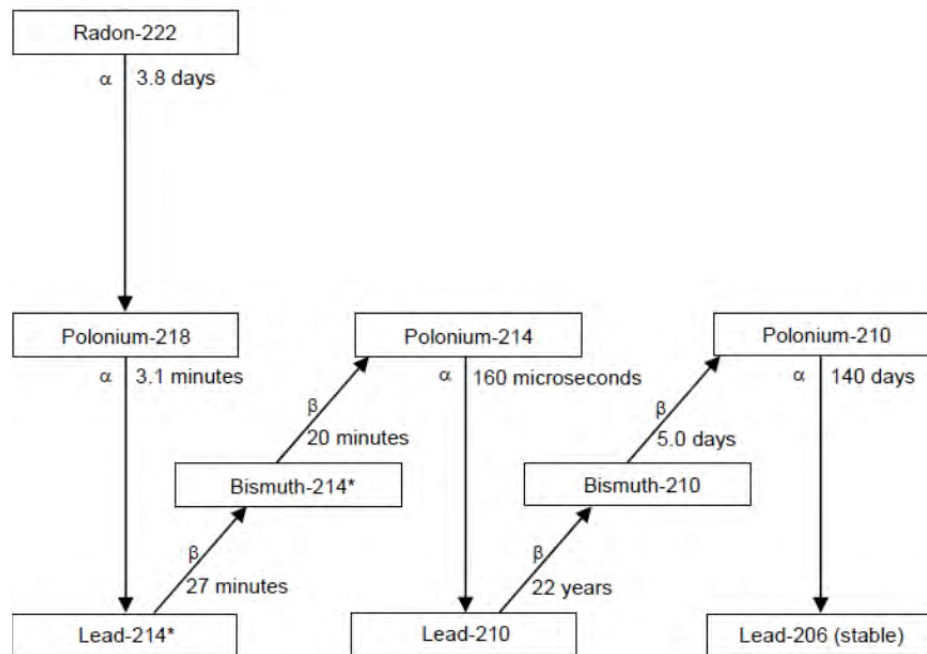 Radon-222
α 3.8 days
Polonium-218
Polonium-214
Polonium-210
α 3.1 minutes
α 160 microseconds
α 140 days
β
20 minutes
β
5.0 days
Bismuth-214*
Bismuth-210
β
27 minutes
β
22 years
Lead-214*
Lead-210
Lead-206 (stable)